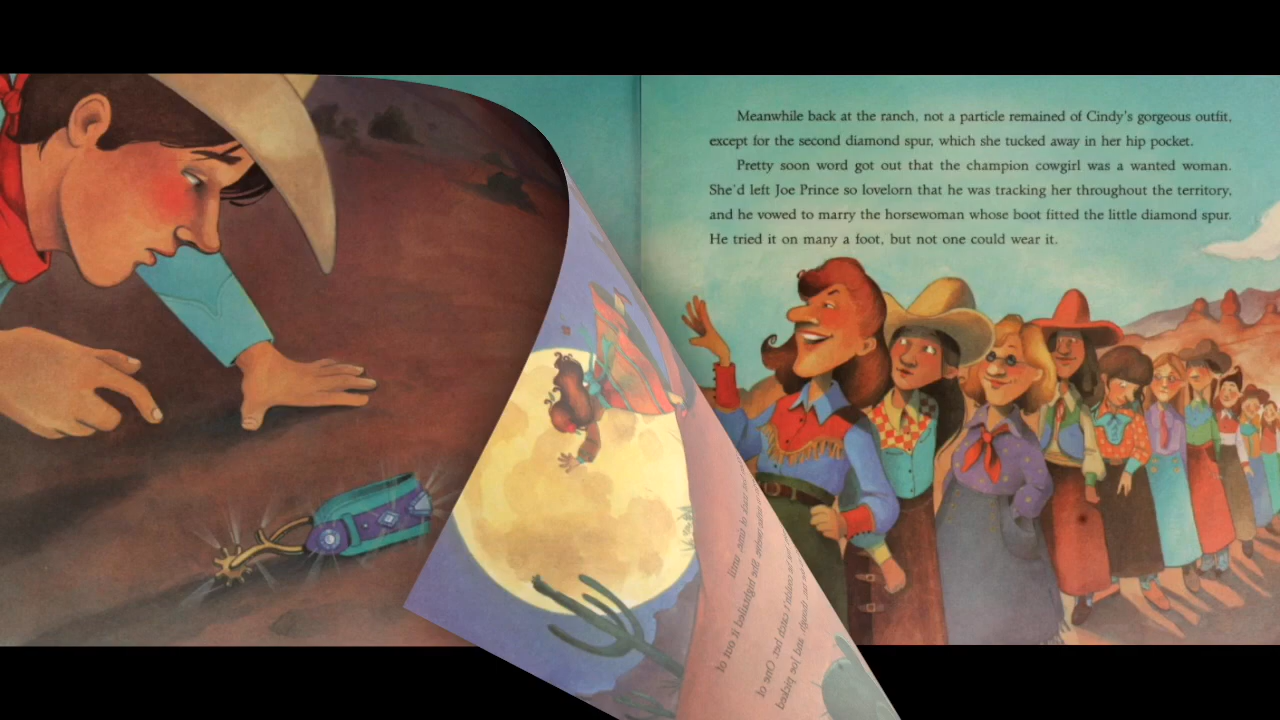 Meanwhile back at the ranch, not a particle remained of Cindy's gorgeous outfit,
except for the second diamond spur, which she tucked away in her hip pocket.
Pretty soon word got out that the champion cowgirl was a wanted woman.
She'd left Joe Prince so lovelorn that he was tracking her throughout the territory,
and he vowed to marry the horsewoman whose boot fitted the little diamond spur.
He tried it on many a foot, but not one could wear it.